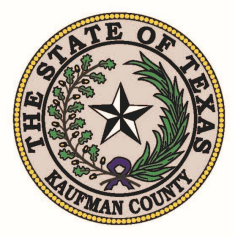 THE STATE OF TEXAS
KAUFMAN COUNTY